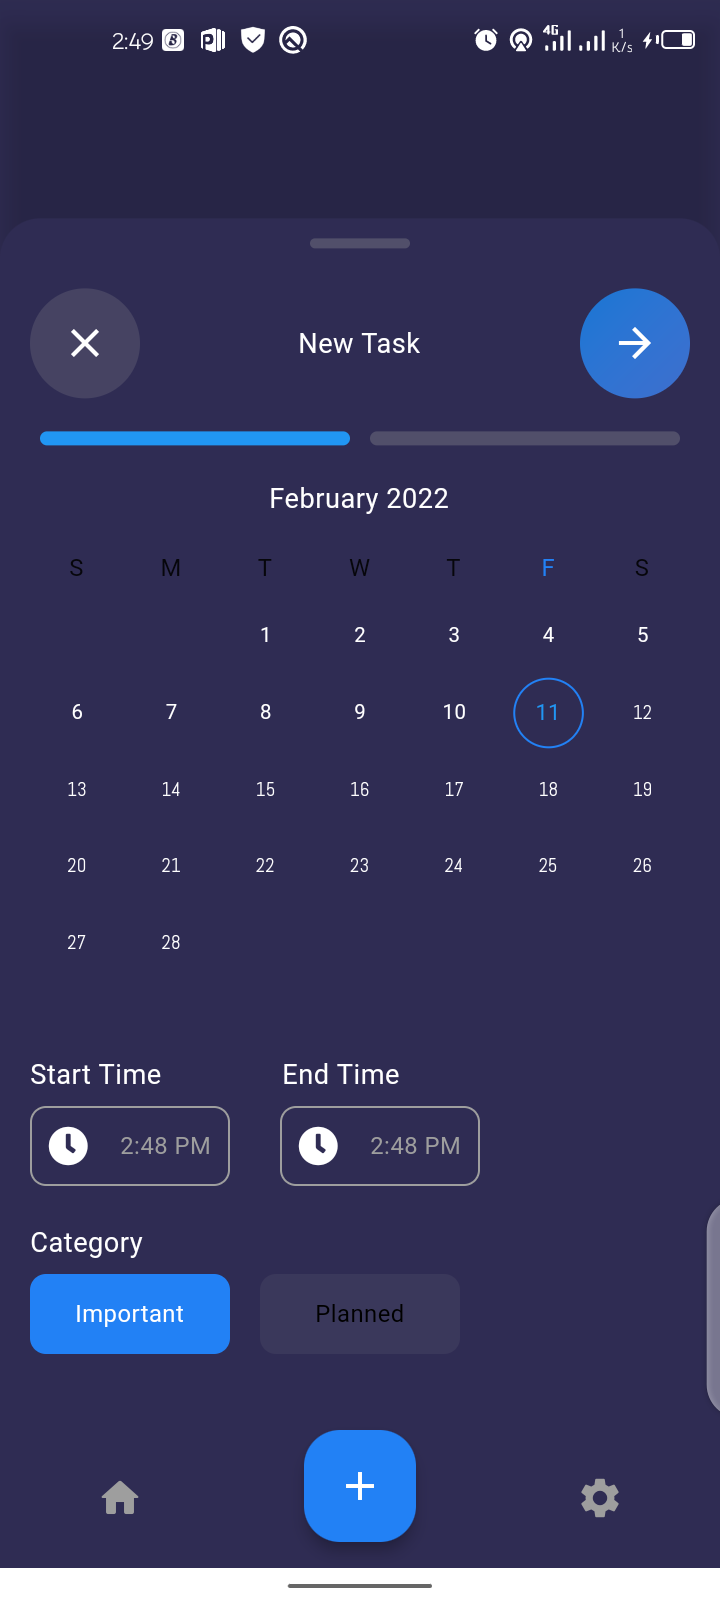 2:49 4G 1 K/s
New Task
February 2022
S M T W T F S
1 2 3 4 5
6 7 8 9 10 11 12
13 14 15 16 17 18 19
20 21 22 23 24 25 26
27 28
Start Time End Time
2:48 PM 2:48 PM
Category
Important Planned